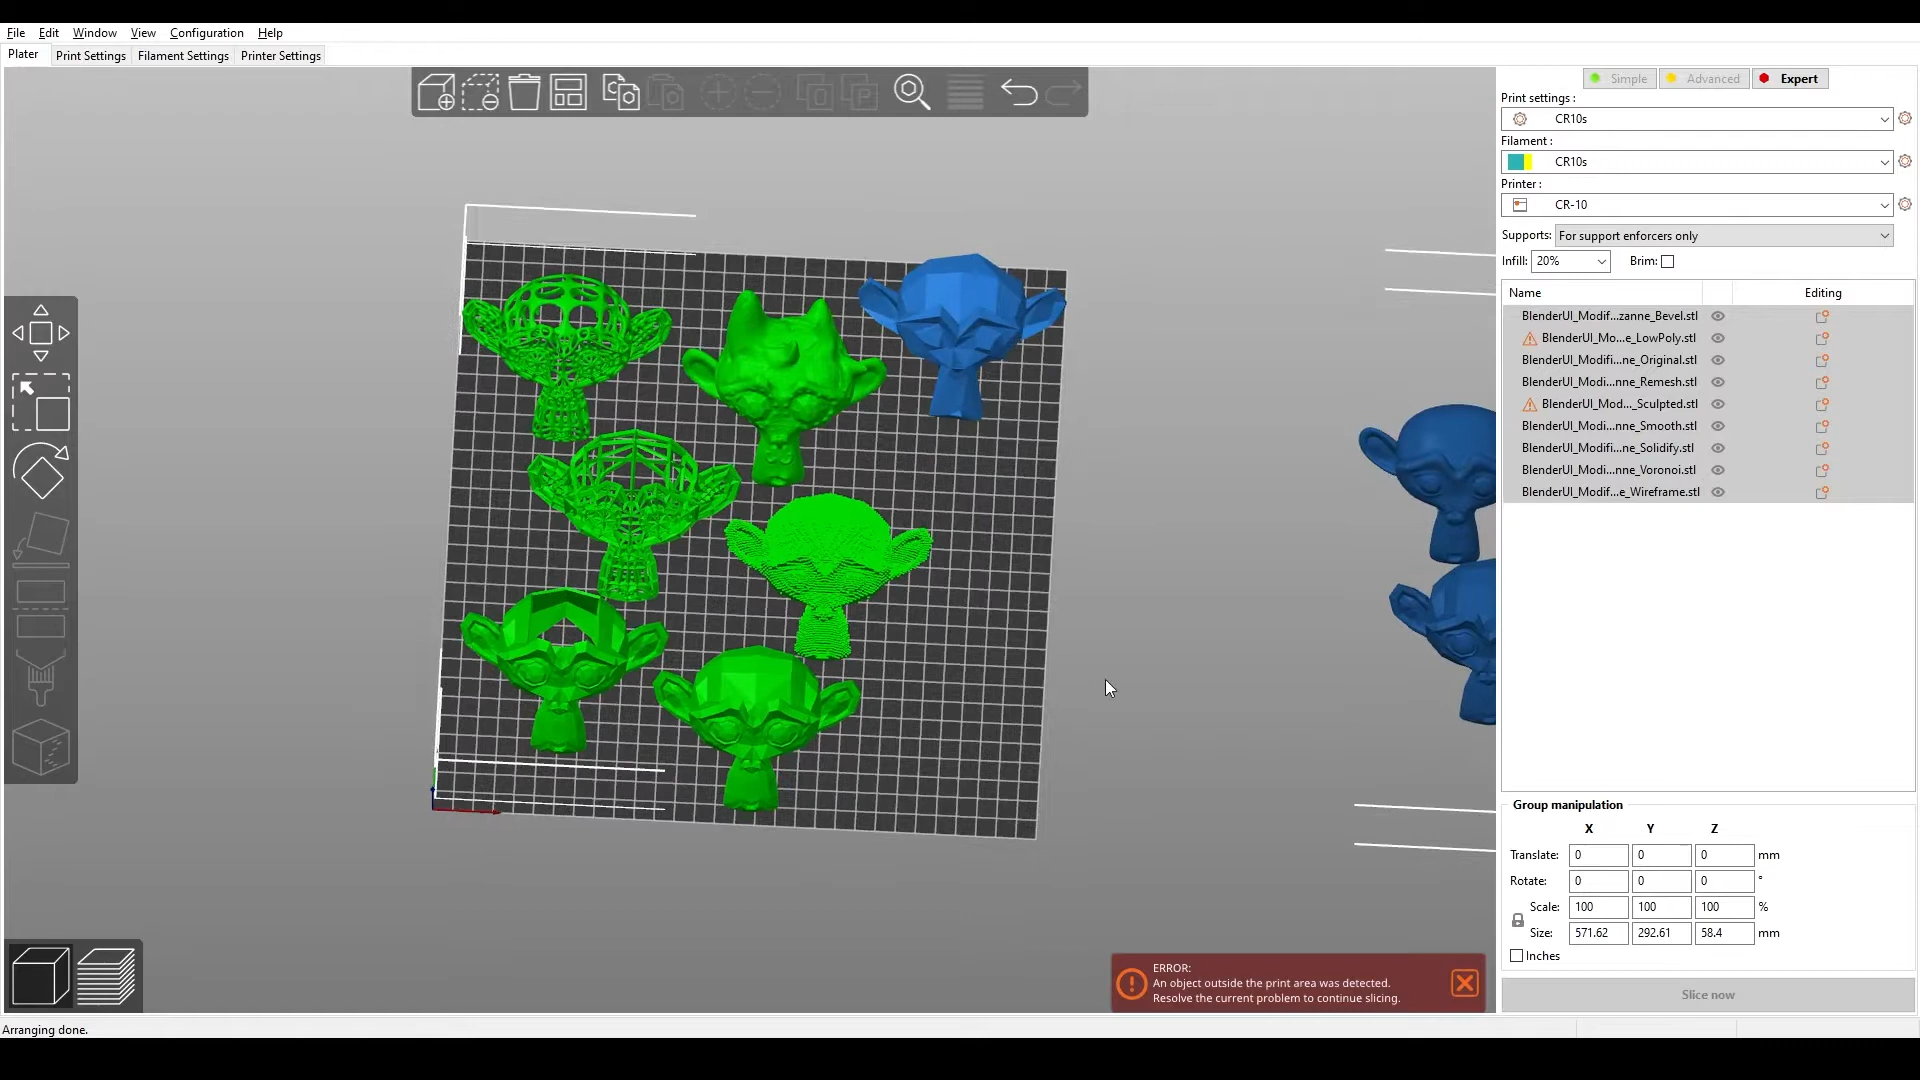 File Edit Window View Configuration Help
Plater Print Settings Filament Settings Printer Settings
Simple Advanced Expert
Print settings :
CR10s
Filament :
CR10s
Printer :
CR-10
Supports: For support enforcers only
Infill: 20% Brim:
Name Editing
BlenderUI_Modif...zanne_Bevel.stl
BlenderUI_Mo...e_LowPoly.stl
BlenderUI_Modifi...ne_Original.stl
BlenderUI_Modi...nne_Remesh.stl
BlenderUI_Mod..._Sculpted.stl
BlenderUI_Modi...nne_Smooth.stl
BlenderUI_Modifi...ne_Solidify.stl
BlenderUI_Modi...nne_Voronoi.stl
BlenderUI_Modif...e_Wireframe.stl
Group manipulation
X Y Z
Translate: 0 0 0 mm
Rotate: 0 0 0 °
Scale: 100 100 100 %
Size: 571.62 292.61 58.4 mm
Inches
ERROR:
An object outside the print area was detected.
Resolve the current problem to continue slicing.
Slice now
Arranging done.